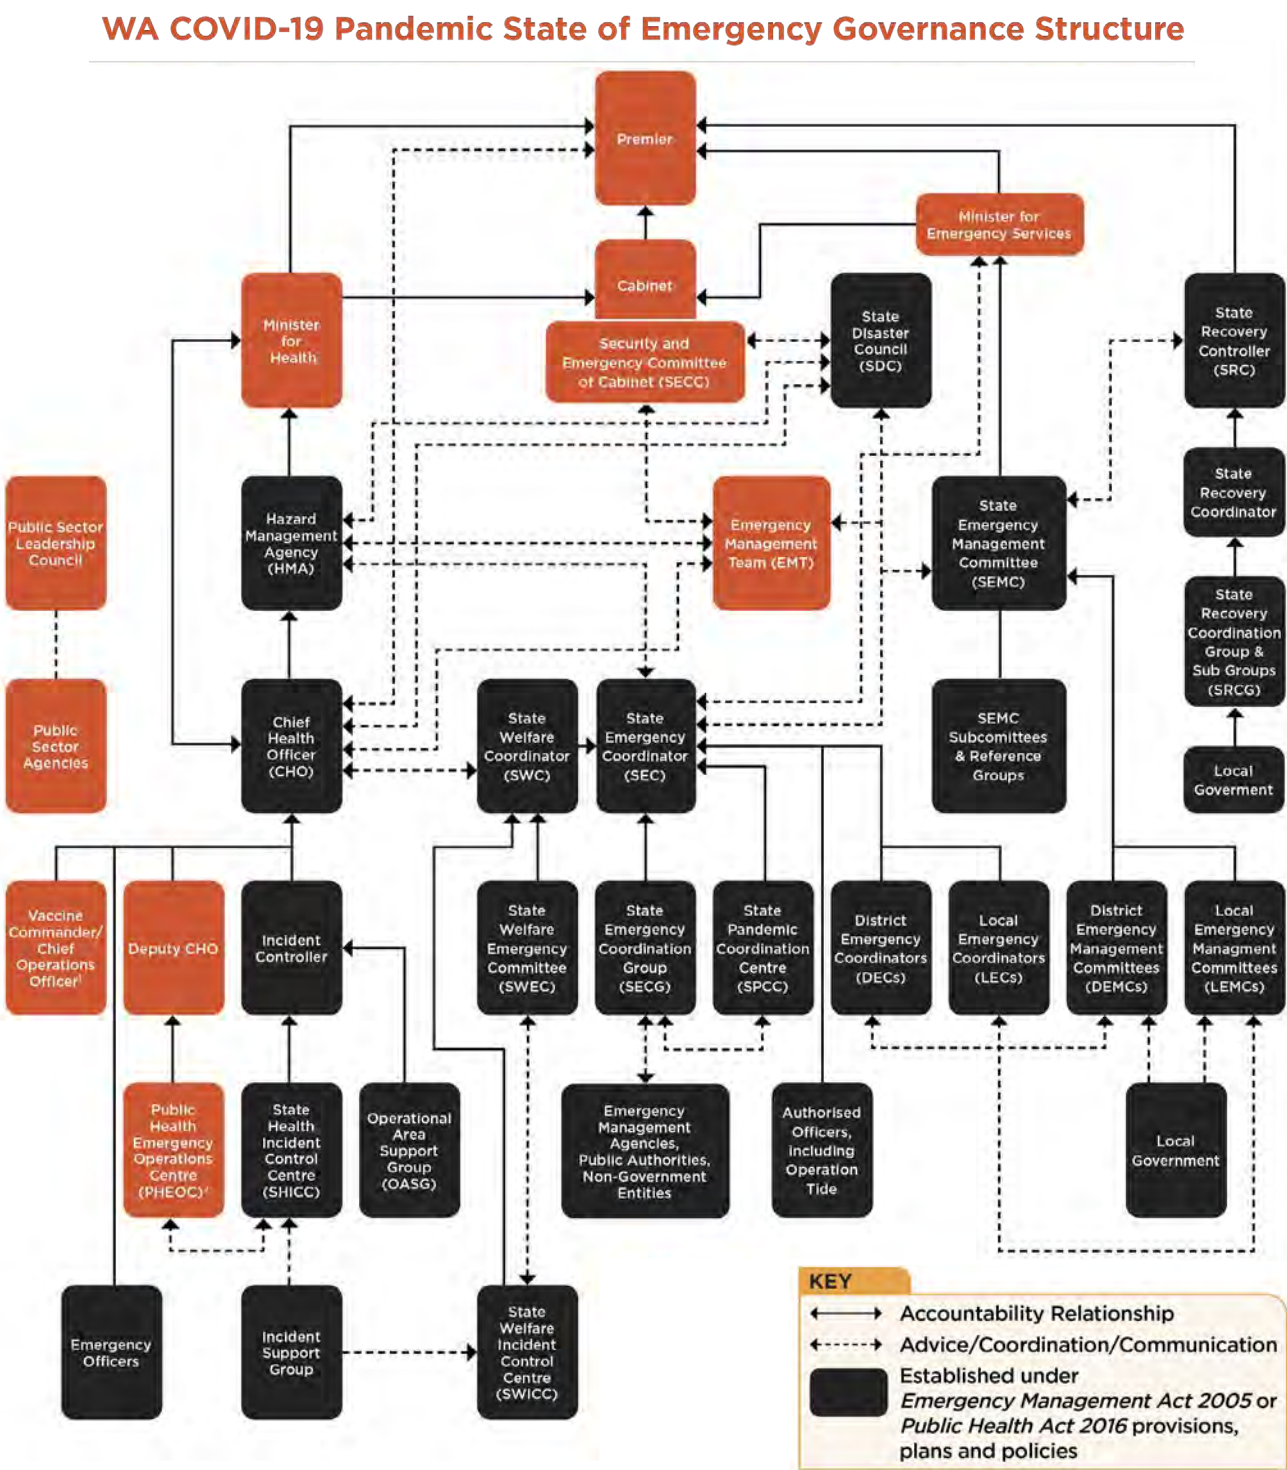 WA COVID-19 Pandemic State of Emergency Governance Structure
Premier
Minister for
Emergency Services
Cabinet
Minister
for
Health
Security and
Emergency Committee
of Cabinet (SECC)
State
Disaster
Council
(SDC)
State
Recovery
Controller
(SRC)
Public Sector
Leadership
Council
Hazard
Management
Agency
(HMA)
Emergency
Management
Team (EMT)
State
Emergency
Management
Committee
(SEMC)
State
Recovery
Coordinator
State
Recovery
Coordination
Group &
Sub Groups
(SRCG)
Public
Sector
Agencies
Chief
Health
Officer
(CHO)
State
Welfare
Coordinator
(SWC)
State
Emergency
Coordinator
(SEC)
SEMC
Subcomittees
& Reference
Groups
Local
Goverment
Vaccine
Commander/
Chief
Operations
Officer¹
Deputy CHO
Incident
Controller
State
Welfare
Emergency
Committee
(SWEC)
State
Emergency
Coordination
Group
(SECG)
State
Pandemic
Coordination
Centre
(SPCC)
District
Emergency
Coordinators
(DECs)
Local
Emergency
Coordinators
(LECs)
District
Emergency
Management
Committees
(DEMCs)
Local
Emergency
Managment
Committees
(LEMCs)
Public
Health
Emergency
Operations
Centre
(PHEOC)²
State
Health
Incident
Control
Centre
(SHICC)
Operational
Area
Support
Group
(OASG)
Emergency
Management
Agencies,
Public Authorities,
Non-Government
Entities
Authorised
Officers,
including
Operation
Tide
Local
Government
Emergency
Officers
Incident
Support
Group
State
Welfare
Incident
Control
Centre
(SWICC)
KEY
Accountability Relationship
Advice/Coordination/Communication
Established under
Emergency Management Act 2005 or
Public Health Act 2016 provisions,
plans and policies